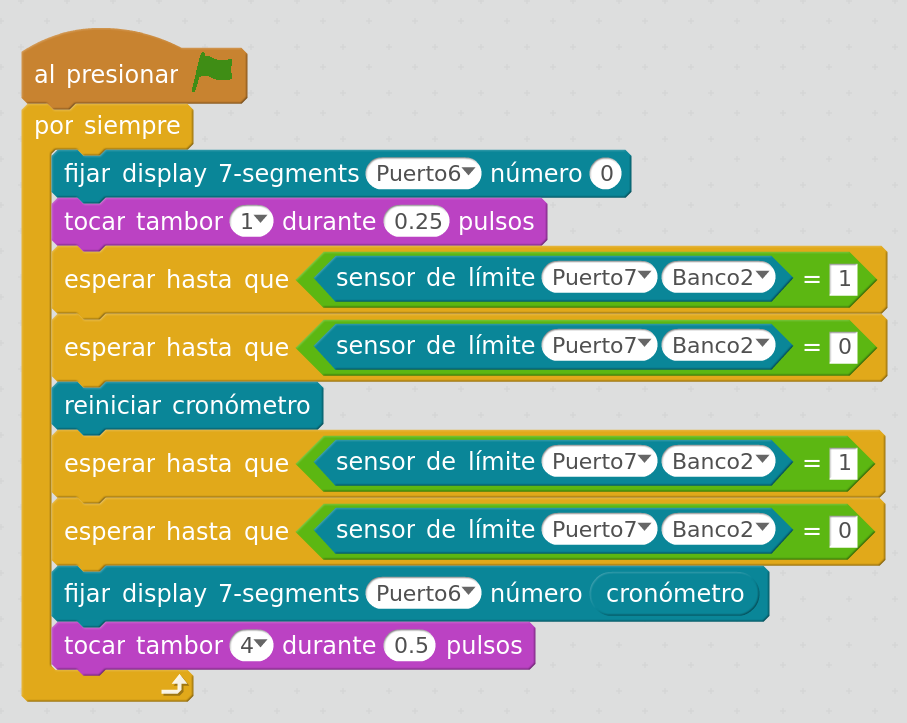 al presionar
por siempre
fijar display 7-segments Puerto6 número 0
tocar tambor 1 durante 0.25 pulsos
esperar hasta que sensor de límite Puerto7 Banco2 = 1
esperar hasta que sensor de límite Puerto7 Banco2 = 0
reiniciar cronómetro
esperar hasta que sensor de límite Puerto7 Banco2 = 1
esperar hasta que sensor de límite Puerto7 Banco2 = 0
fijar display 7-segments Puerto6 número cronómetro
tocar tambor 4 durante 0.5 pulsos